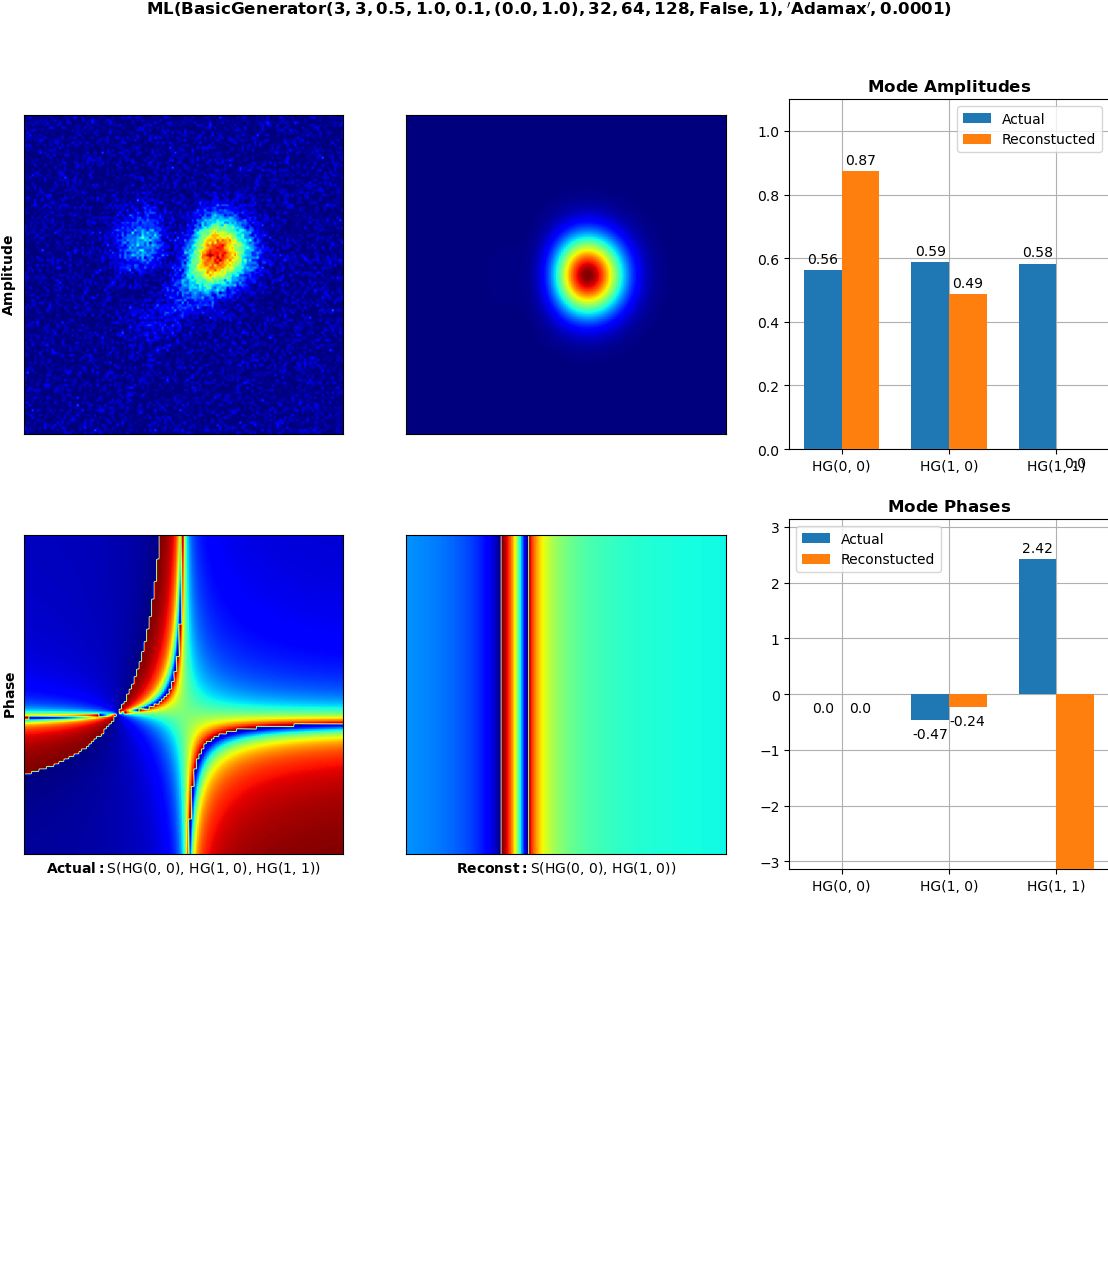 ML(BasicGenerator(3, 3, 0.5, 1.0, 0.1, (0.0, 1.0), 32, 64, 128, False, 1), ′Adamax′, 0.0001)
Amplitude
Mode Amplitudes
Actual
Reconstucted
1.0
0.8
0.6
0.4
0.2
0.0
0.56
0.87
0.59
0.49
0.58
0.0
HG(0, 0)
HG(1, 0)
HG(1, 1)
Phase
Actual: S(HG(0, 0), HG(1, 0), HG(1, 1))
Reconst: S(HG(0, 0), HG(1, 0))
Mode Phases
Actual
Reconstucted
3
2
1
0
−1
−2
−3
0.0
0.0
-0.47
-0.24
2.42
HG(0, 0)
HG(1, 0)
HG(1, 1)